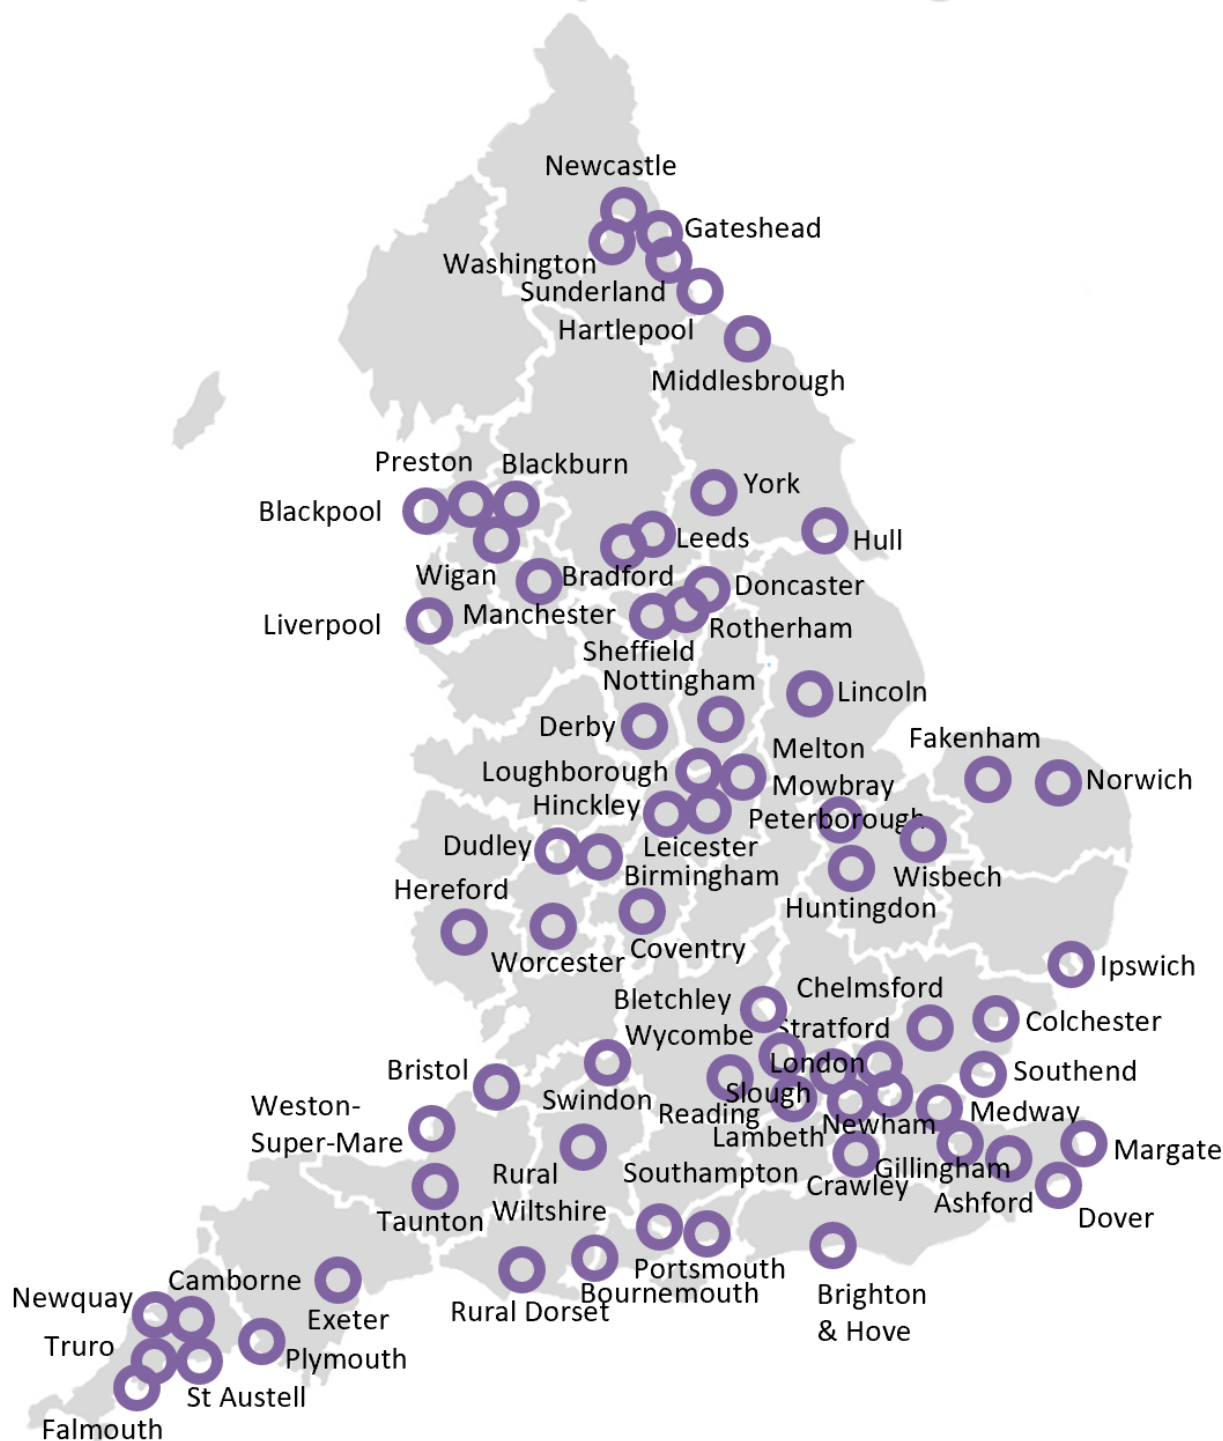 Newcastle
Gateshead
Washington
Sunderland
Hartlepool
Middlesbrough
Preston
Blackburn
York
Blackpool
Leeds
Hull
Wigan
Bradford
Doncaster
Liverpool
Manchester
Rotherham
Sheffield
Nottingham
Lincoln
Derby
Fakenham
Melton
Mowbray
Loughborough
Norwich
Hinckley
Peterborough
Dudley
Leicester
Birmingham
Wisbech
Hereford
Huntingdon
Coventry
Worcester
Ipswich
Chelmsford
Bletchley
Colchester
Stratford
Wycombe
London
Southend
Bristol
Slough
Swindon
Reading
Medway
Weston-
Super-Mare
Newham
Lambeth
Margate
Rural
Wiltshire
Southampton
Gillingham
Crawley
Ashford
Taunton
Dover
Portsmouth
Camborne
Bournemouth
Newquay
Rural Dorset
Brighton
& Hove
Exeter
Truro
Plymouth
St Austell
Falmouth